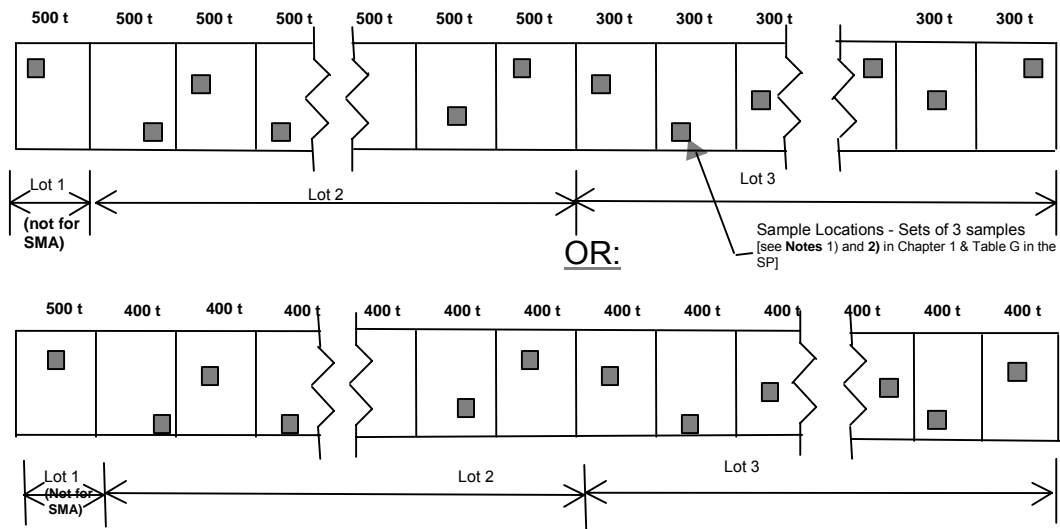 500 t 500 t 500 t 500 t 500 t 500 t 500 t 300 t 300 t 300 t 300 t 300 t
Lot 1
(not for
SMA)
Lot 2
Lot 3
Sample Locations - Sets of 3 samples
[see Notes 1) and 2) in Chapter 1 & Table G in the
SP]
OR:
500 t 400 t 400 t 400 t 400 t 400 t 400 t 400 t 400 t 400 t 400 t 400 t 400 t
Lot 1
(Not for
SMA)
Lot 2
Lot 3